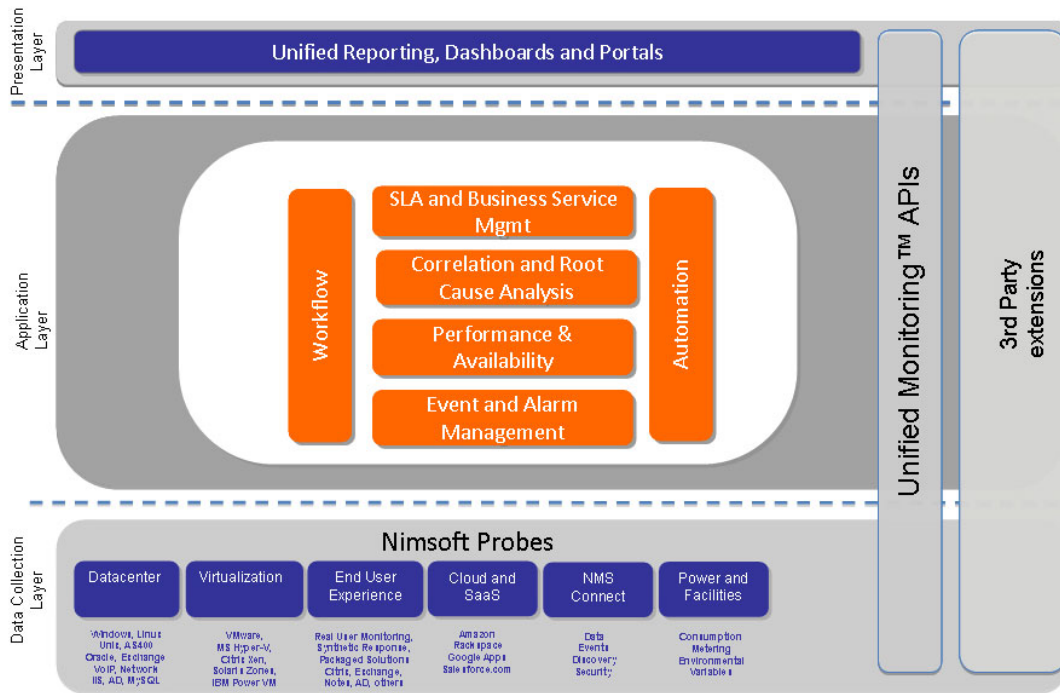 Presentation
Layer
Unified Reporting, Dashboards and Portals
Application
Layer
Workflow
SLA and Business Service
Mgmt
Correlation and Root
Cause Analysis
Performance &
Availability
Event and Alarm
Management
Automation
Unified Monitoring™ APIs
3rd Party
extensions
Data Collection
Layer
Nimsoft Probes
Datacenter
Windows, Linux
Unix, AS400
Oracle, Exchange
VoIP, Network
IIS, AD, MySQL
Virtualization
VMware,
MS Hyper-V,
Citrix Xen,
Solaris Zones,
IBM Power VM
End User
Experience
Real User Monitoring,
Synthetic Response,
Packaged Solutions
Citrix, Exchange,
Notes, AD, others
Cloud and
SaaS
Amazon
Rackspace
Google Apps
Salesforce.com
NMS
Connect
Data
Events
Discovery
Security
Power and
Facilities
Consumption
Metering
Environmental
Variables